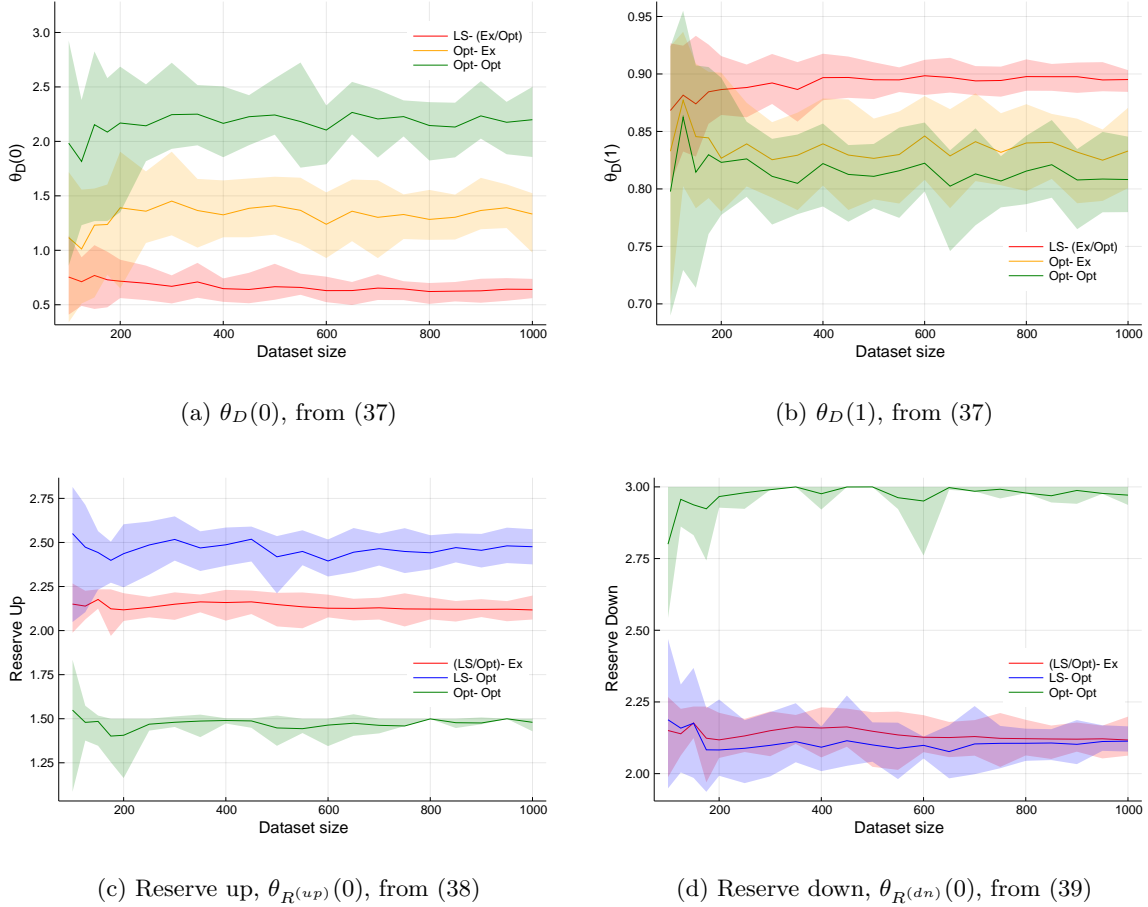 3.0
2.5
2.0
1.5
1.0
0.5
θ_D(0)
LS- (Ex/Opt)
Opt- Ex
Opt- Opt
200 400 600 800 1000
Dataset size
(a) θ_D(0), from (37)
0.95
0.90
0.85
0.80
0.75
0.70
θ_D(1)
LS- (Ex/Opt)
Opt- Ex
Opt- Opt
200 400 600 800 1000
Dataset size
(b) θ_D(1), from (37)
2.75
2.50
2.25
2.00
1.75
1.50
1.25
Reserve Up
(LS/Opt)- Ex
LS- Opt
Opt- Opt
200 400 600 800 1000
Dataset size
(c) Reserve up, θ_{R^{(up)}}(0), from (38)
3.00
2.75
2.50
2.25
2.00
Reserve Down
(LS/Opt)- Ex
LS- Opt
Opt- Opt
200 400 600 800 1000
Dataset size
(d) Reserve down, θ_{R^{(dn)}}(0), from (39)